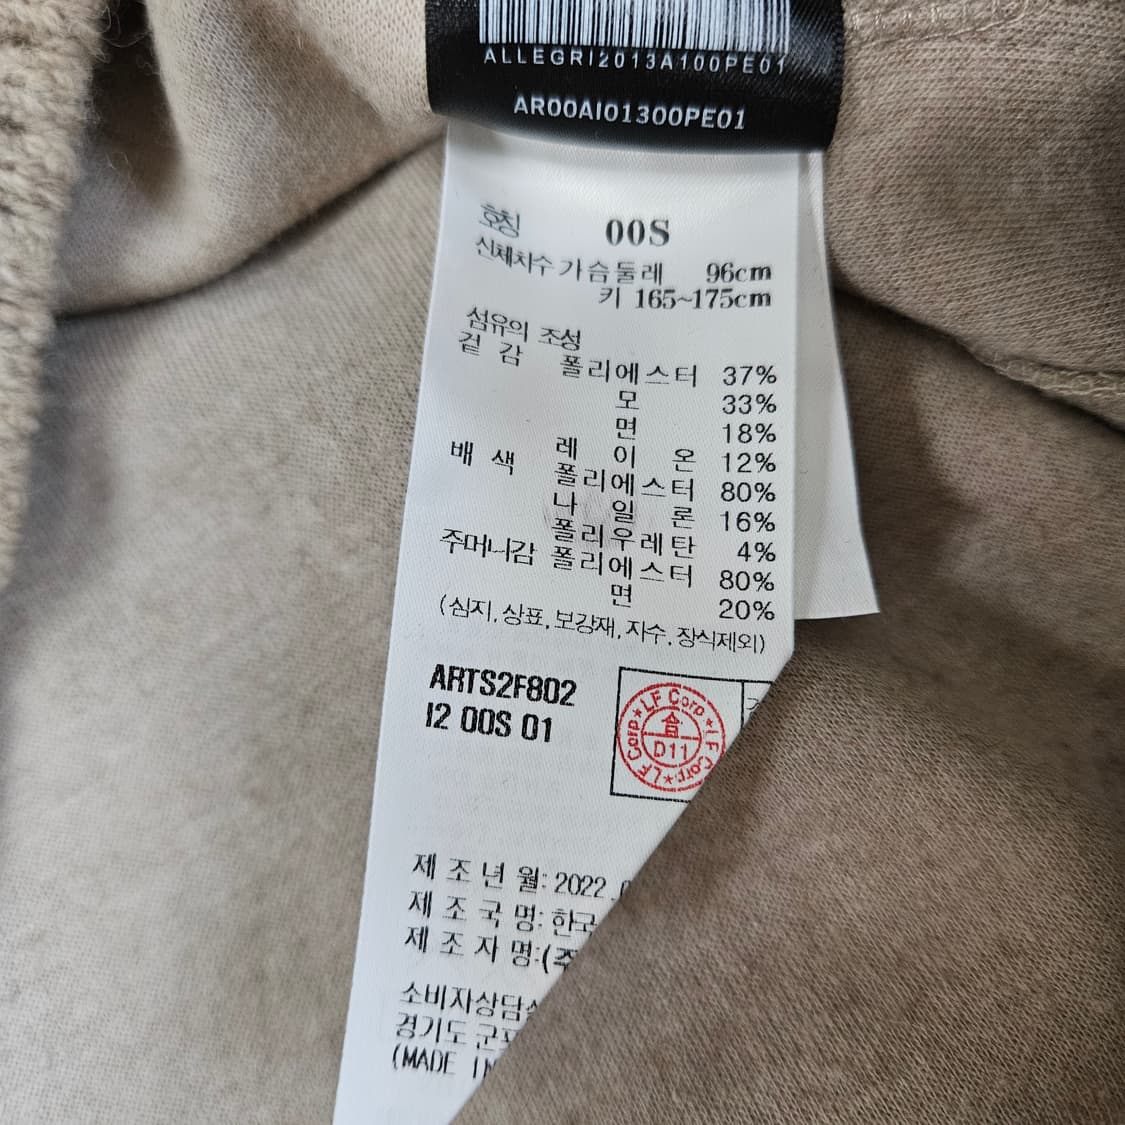 ALLEGRI2013A100PE01
AR00AI01300PE01
호칭 00S
신체치수 가슴둘레 96cm
키 165~175cm
섬유의 조성
겉감 폴리에스터 37%
모 33%
면 18%
레이온 12%
배색 폴리에스터 80%
나일론 16%
폴리우레탄 4%
주머니감 폴리에스터 80%
면 20%
(심지, 상표, 보강재, 자수, 장식제외)
ARTS2F802
I2 00S 01
LF Corp ★ LF Corp ★ LF Corp ★
합
D11
제조년월: 2022.
제조국명: 한국
제조자명:(주
소비자상담
경기도 군포
(MADE IN